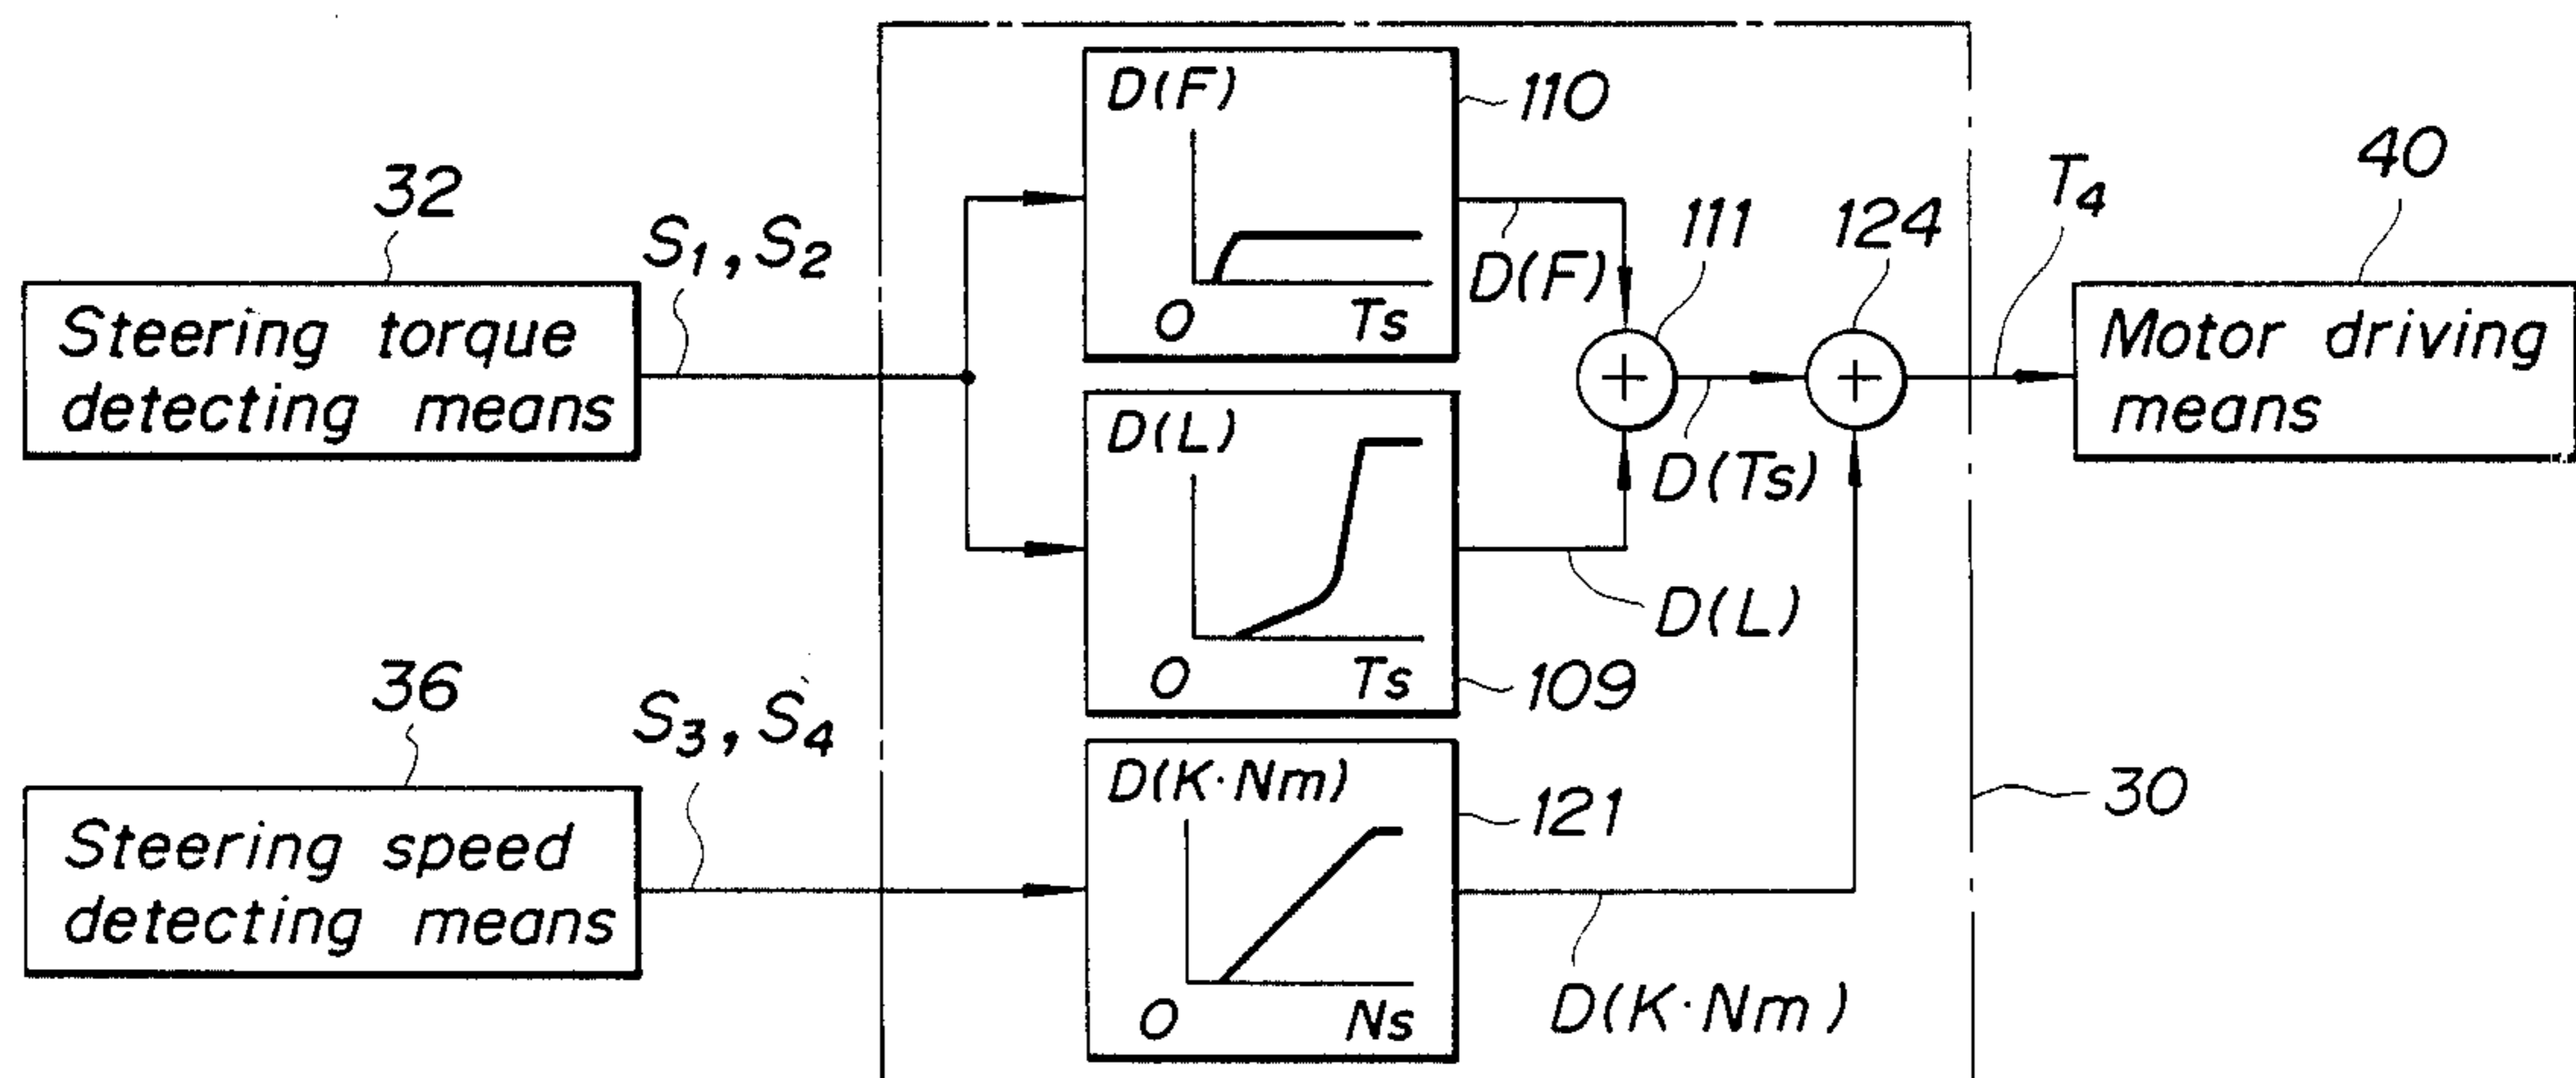 32
S1, S2
Steering torque
detecting means
36
S3, S4
Steering speed
detecting means
D(F)
O
Ts
110
D(F)
D(L)
O
Ts
109
D(L)
D(K·Nm)
O
Ns
121
D(K·Nm)
111
+
D(Ts)
124
+
T4
40
Motor driving
means
30